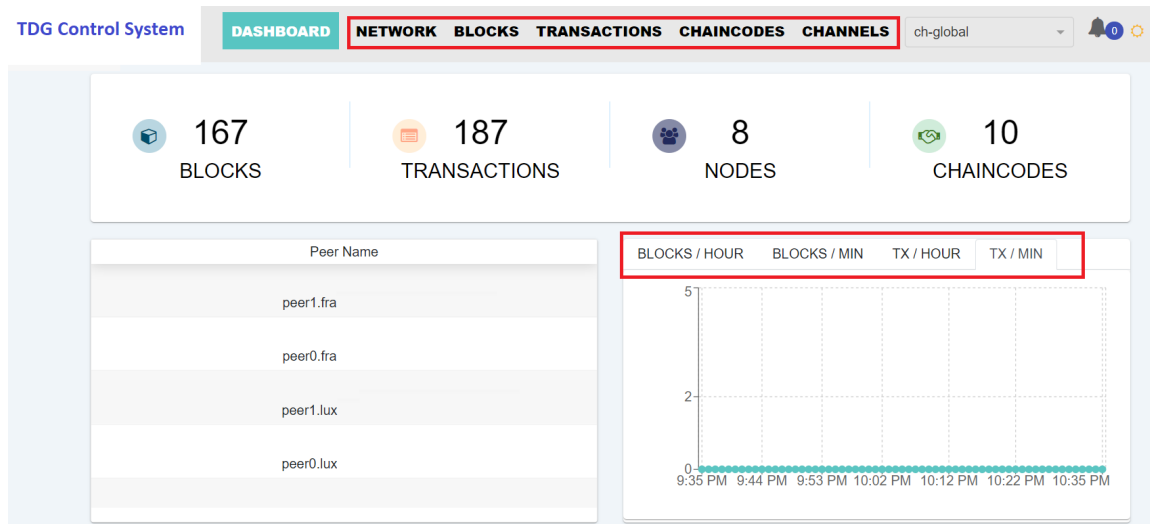 TDG Control System
DASHBOARD NETWORK BLOCKS TRANSACTIONS CHAINCODES CHANNELS ch-global 0
167 187 8 10
BLOCKS TRANSACTIONS NODES CHAINCODES
Peer Name
peer1.fra
peer0.fra
peer1.lux
peer0.lux
BLOCKS / HOUR BLOCKS / MIN TX / HOUR TX / MIN
5
2
0
9:35 PM 9:44 PM 9:53 PM 10:02 PM 10:12 PM 10:22 PM 10:35 PM